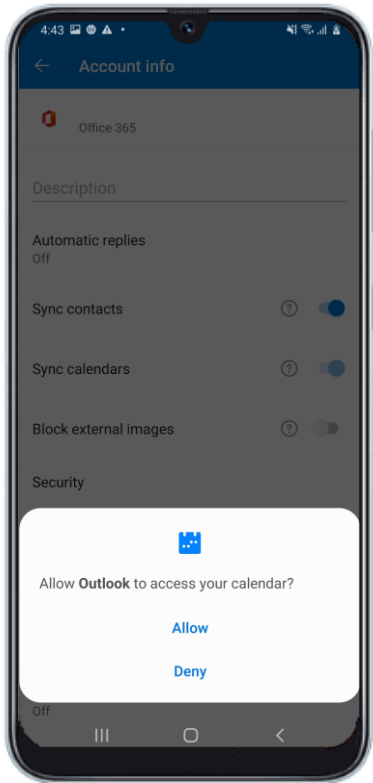 4:43
Account info
Office 365
Description
Automatic replies
Off
Sync contacts
?
Sync calendars
?
Block external images
?
Security
Allow Outlook to access your calendar?
Allow
Deny
Off